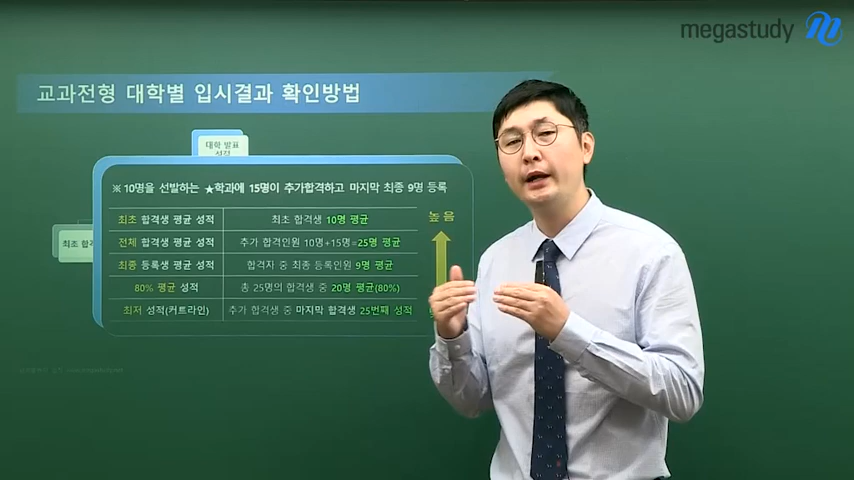 megastudy
교과전형 대학별 입시결과 확인방법
대학 발표
성적
※ 10명을 선발하는 ★학과에 15명이 추가합격하고 마지막 최종 9명 등록
최초 합격생 평균 성적 최초 합격생 10명 평균
높음
전체 합격생 평균 성적 추가 합격인원 10명+15명=25명 평균
최초 합격
최종 등록생 평균 성적 합격자 중 최종 등록인원 9명 평균
80% 평균 성적 총 25명의 합격생 중 20명 평균(80%)
최저 성적(커트라인) 추가 합격생 중 마지막 합격생 25번째 성적